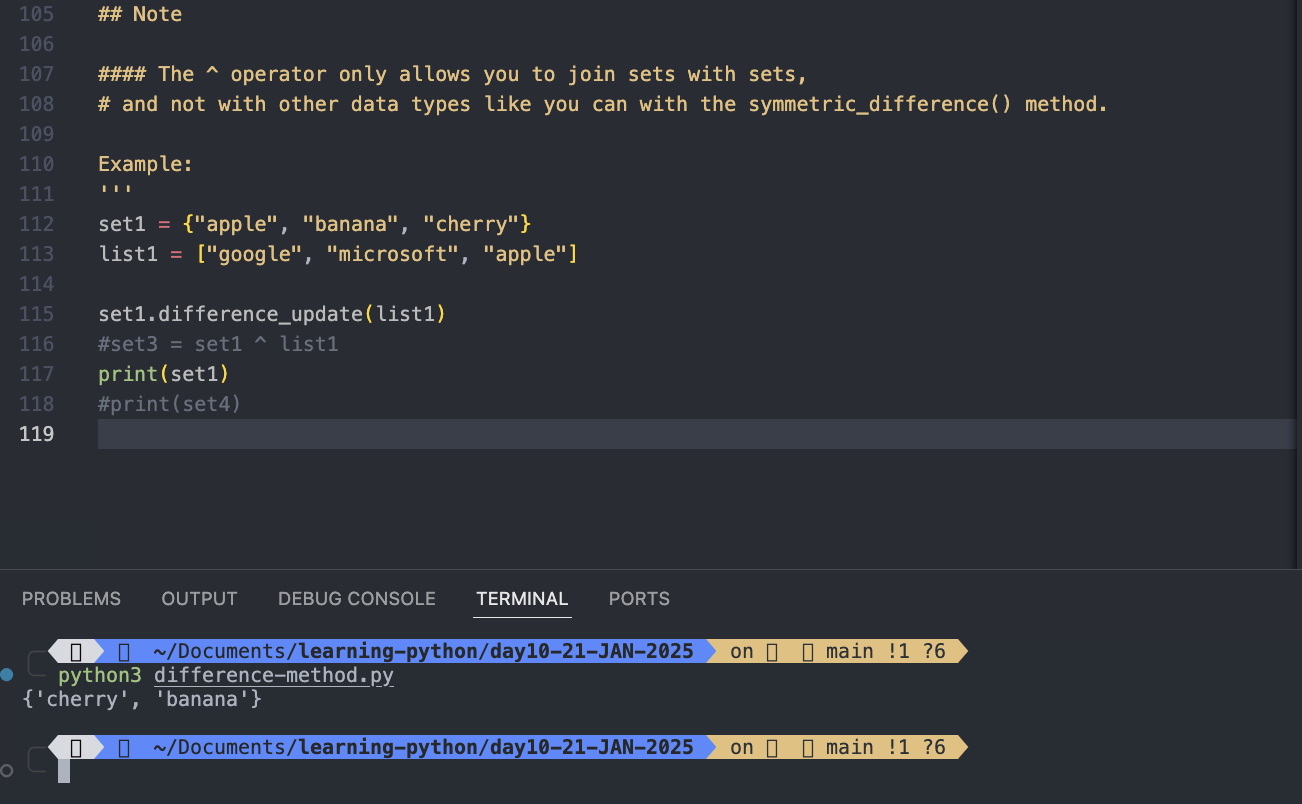 105 ## Note
106
107 #### The ^ operator only allows you to join sets with sets,
108 # and not with other data types like you can with the symmetric_difference() method.
109
110 Example:
111 '''
112 set1 = {"apple", "banana", "cherry"}
113 list1 = ["google", "microsoft", "apple"]
114
115 set1.difference_update(list1)
116 #set3 = set1 ^ list1
117 print(set1)
118 #print(set4)
119
PROBLEMS OUTPUT DEBUG CONSOLE TERMINAL PORTS
~/Documents/learning-python/day10-21-JAN-2025 on main !1 ?6
python3 difference-method.py
{'cherry', 'banana'}
~/Documents/learning-python/day10-21-JAN-2025 on main !1 ?6